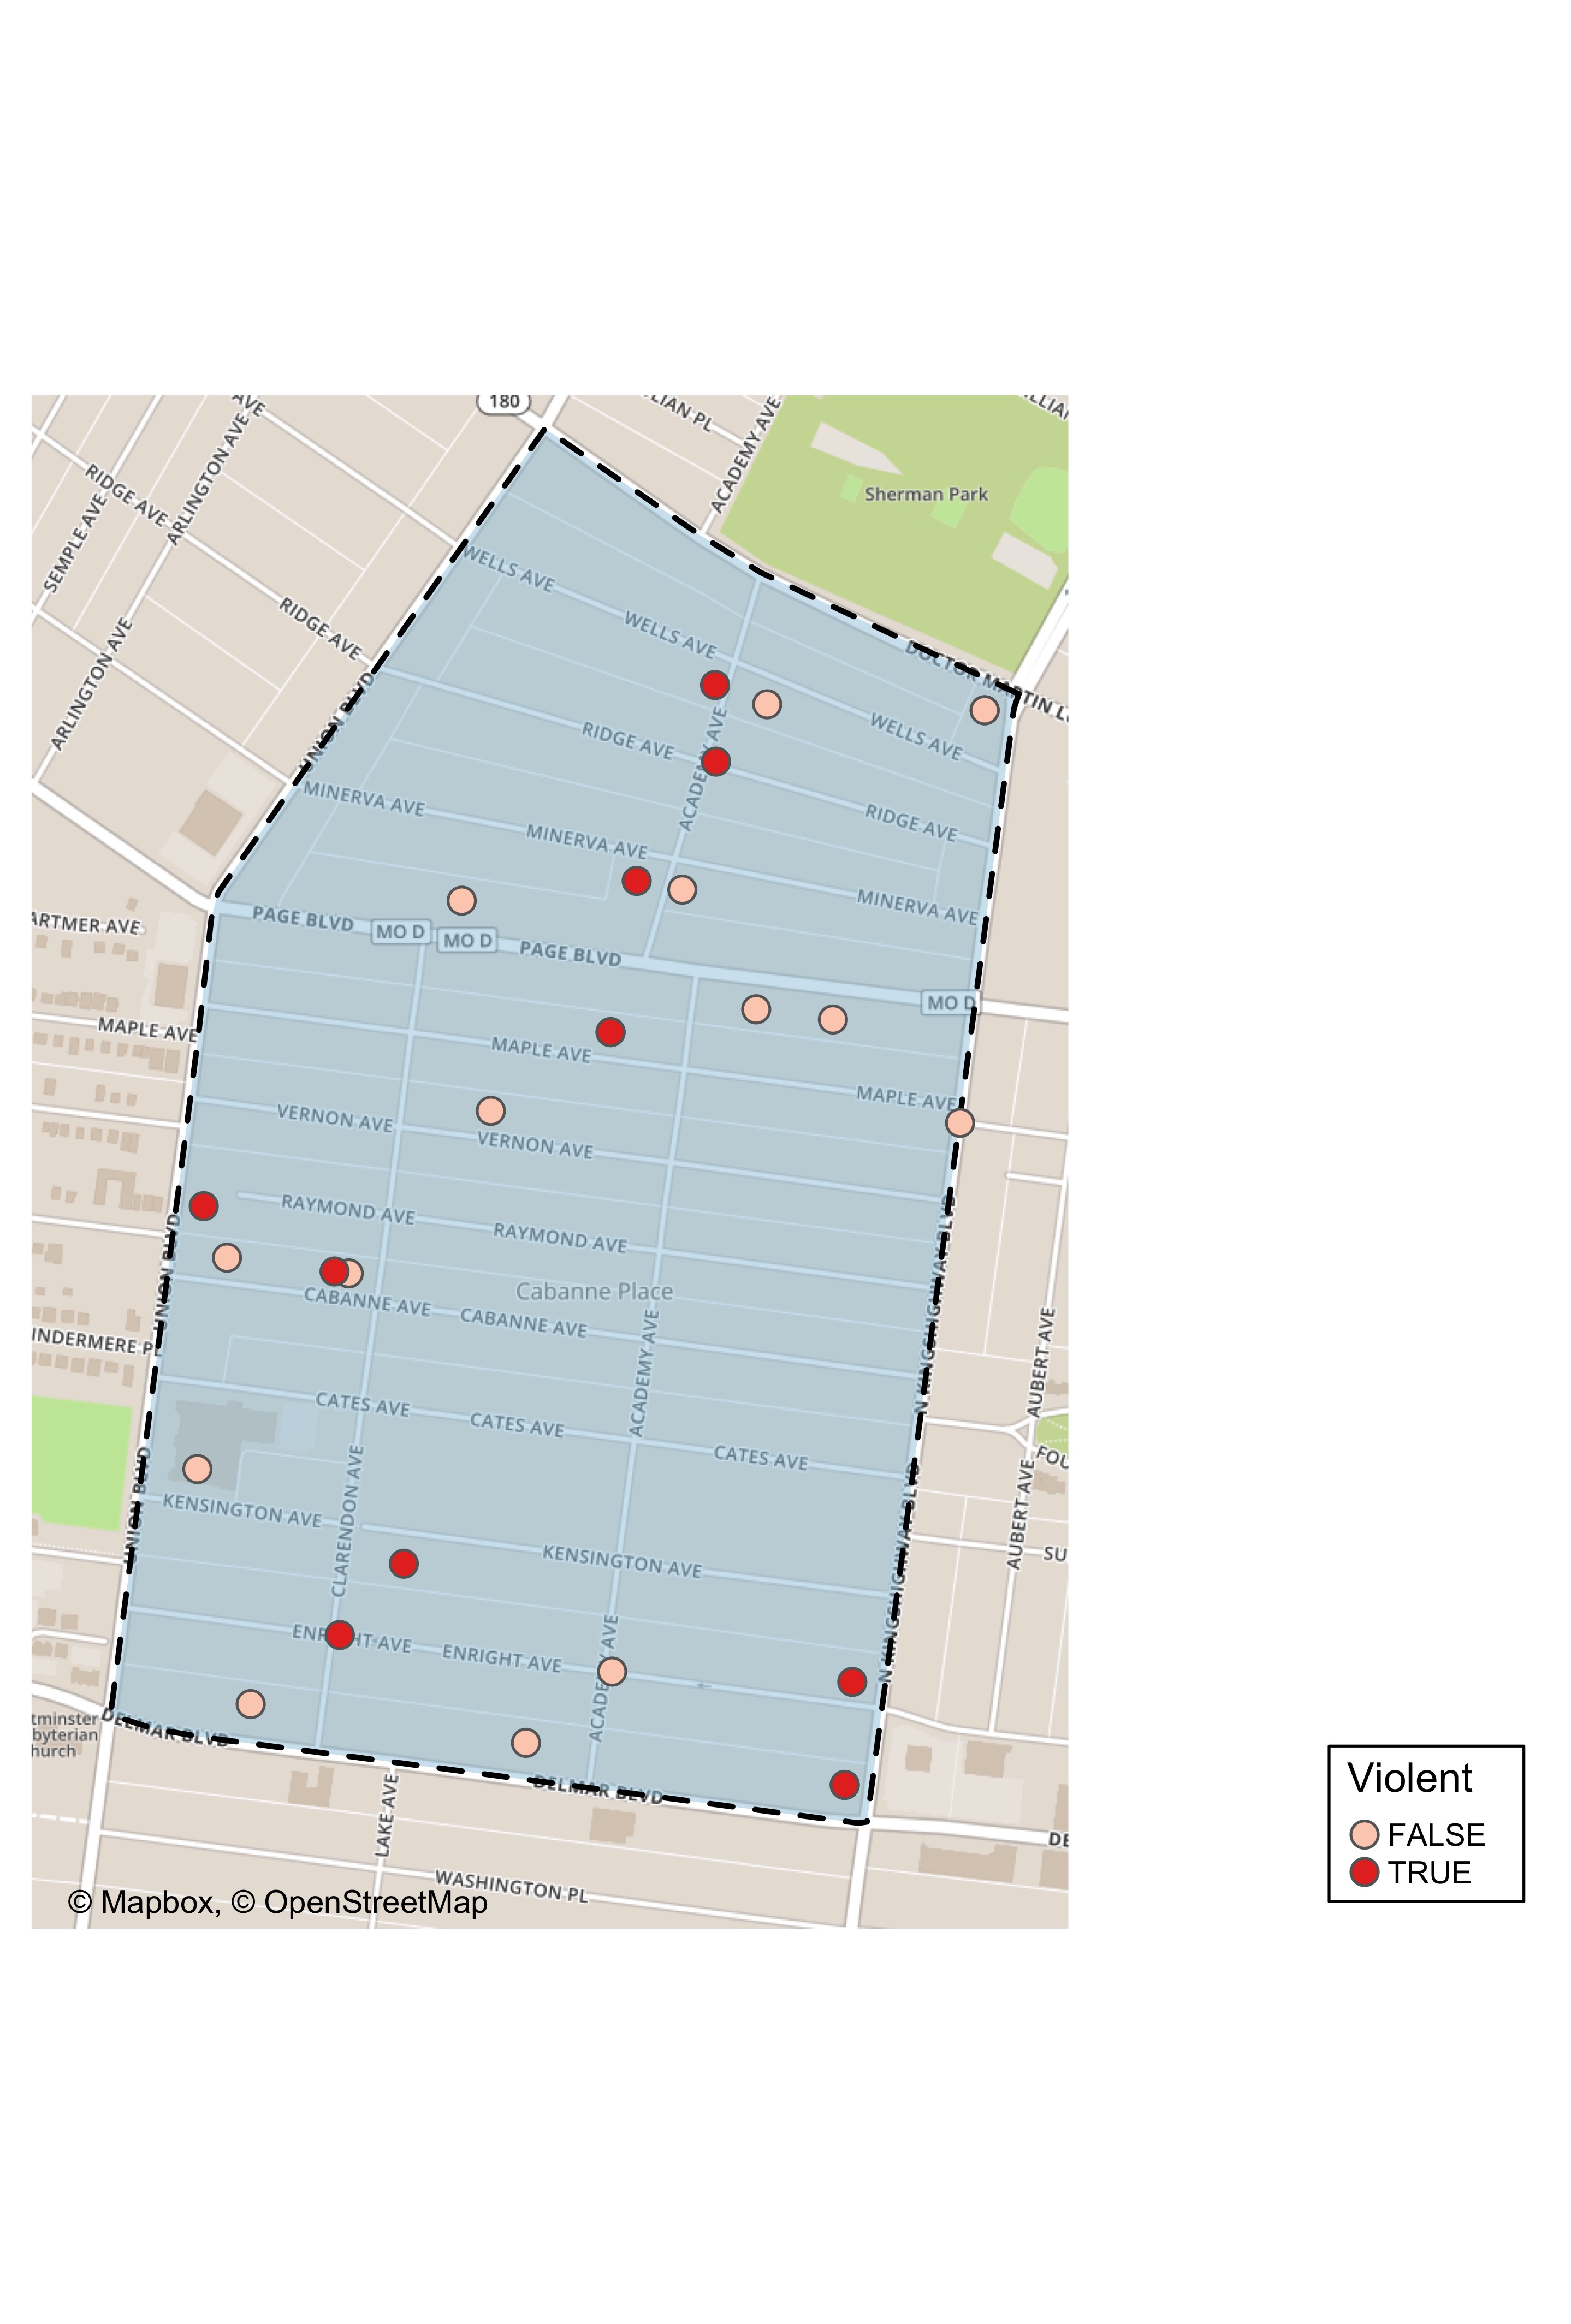 180
LIAN PL
ILLIAI
AVE
ACADEMY AVE
ARLINGTON AVE
RIDGE AVE
SEMPLE AVE
Sherman Park
WELLS AVE
RIDGE AVE
WELLS AVE
ARLINGTON AVE
DOCTOR MARTIN L
UNION BLVD
WELLS AVE
RIDGE AVE
ACADEMY AVE
MINERVA AVE
RIDGE AVE
MINERVA AVE
MINERVA AVE
PAGE BLVD
MO D
MO D
PAGE BLVD
ARTMER AVE
MO D
MAPLE AVE
MAPLE AVE
MAPLE AVE
VERNON AVE
VERNON AVE
RAYMOND AVE
RAYMOND AVE
UNION BLVD
N KINGSHIGHWAY BLVD
Cabanne Place
CABANNE AVE
CABANNE AVE
INDERMERE PL
ACADEMY AVE
AUBERT AVE
CATES AVE
CATES AVE
CATES AVE
FOU
UNION BLVD
CLARENDON AVE
KENSINGTON AVE
AUBERT AVE
N KINGSHIGHWAY BLVD
KENSINGTON AVE
SU
ENRIGHT AVE
ENRIGHT AVE
ACADEMY AVE
tminster
byterian
hurch
DELMAR BLVD
DELMAR BLVD
LAKE AVE
DE
WASHINGTON PL
© Mapbox, © OpenStreetMap
Violent
FALSE
TRUE